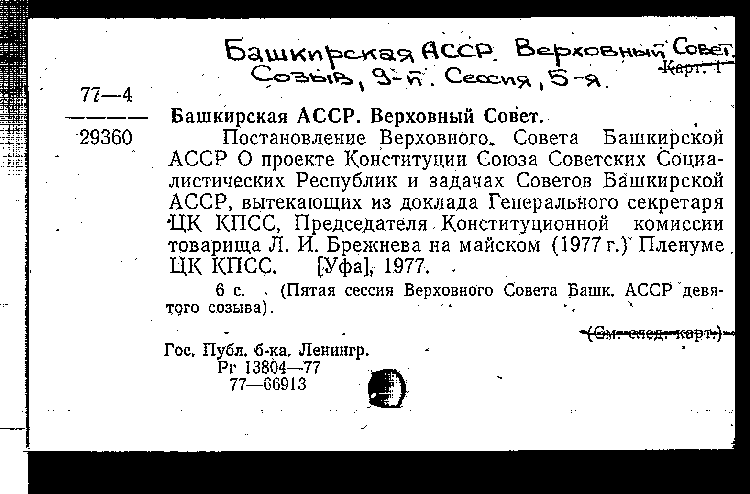 Башкирская АССР. Верховный Совет.
Созыв, 9-й. Сессия, 5-я.
Карт. 1
77—4
29360
Башкирская АССР. Верховный Совет.
Постановление Верховного Совета Башкирской
АССР О проекте Конституции Союза Советских Социа-
листических Республик и задачах Советов Башкирской
АССР, вытекающих из доклада Генерального секретаря
ЦК КПСС, Председателя Конституционной комиссии
товарища Л. И. Брежнева на майском (1977 г.) Пленуме
ЦК КПСС. [Уфа], 1977.
6 с. (Пятая сессия Верховного Совета Башк. АССР девя-
того созыва).
(См. след. карт.)
Гос. Публ. б-ка. Ленингр.
Рг 13804—77
77—66913